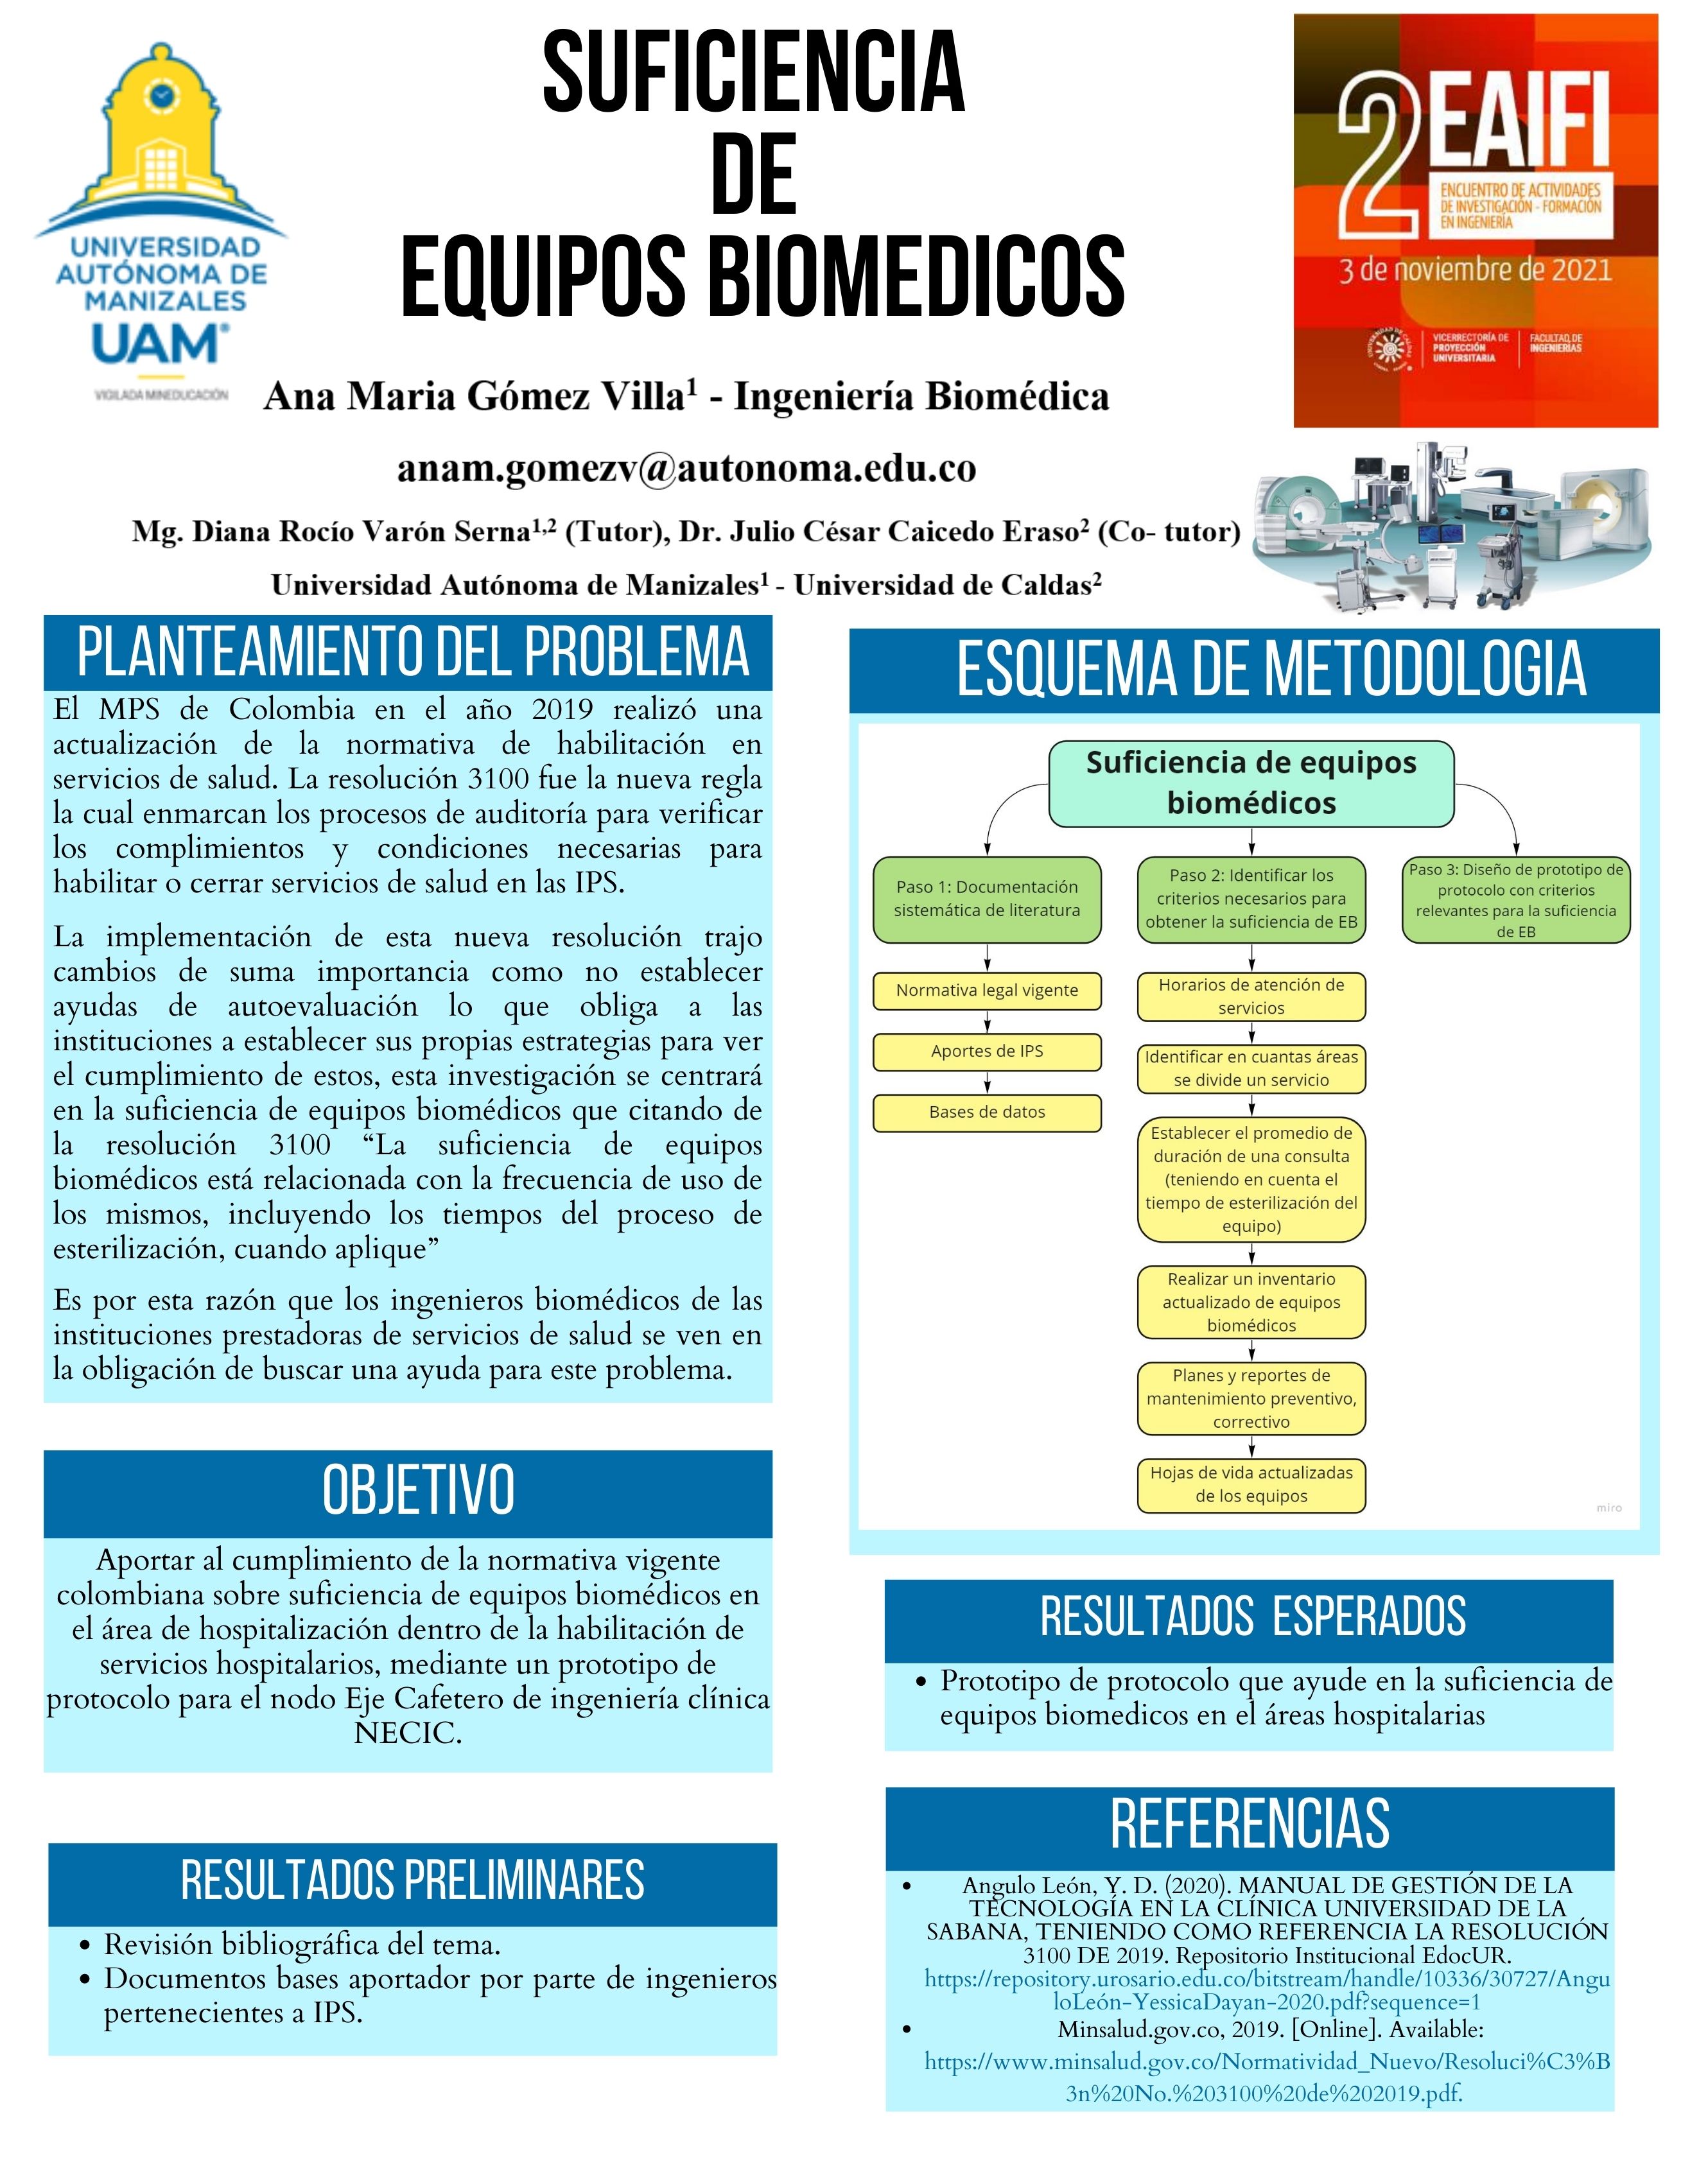 SUFICIENCIA
DE
EQUIPOS BIOMEDICOS
UNIVERSIDAD
AUTÓNOMA DE
MANIZALES
UAM®
VIGILADA MINEDUCACIÓN
2EAIFI
ENCUENTRO DE ACTIVIDADES
DE INVESTIGACIÓN - FORMACIÓN
EN INGENIERÍA
3 de noviembre de 2021
UNIVERSIDAD DE CALDAS
VICERRECTORÍA DE
PROYECCIÓN
UNIVERSITARIA
FACULTAD DE
INGENIERIAS
Ana Maria Gómez Villa¹ - Ingeniería Biomédica
anam.gomezv@autonoma.edu.co
Mg. Diana Rocío Varón Serna¹,² (Tutor), Dr. Julio César Caicedo Eraso² (Co- tutor)
Universidad Autónoma de Manizales¹ - Universidad de Caldas²
PLANTEAMIENTO DEL PROBLEMA
El MPS de Colombia en el año 2019 realizó una
actualización de la normativa de habilitación en
servicios de salud. La resolución 3100 fue la nueva regla
la cual enmarcan los procesos de auditoría para verificar
los complimientos y condiciones necesarias para
habilitar o cerrar servicios de salud en las IPS.
La implementación de esta nueva resolución trajo
cambios de suma importancia como no establecer
ayudas de autoevaluación lo que obliga a las
instituciones a establecer sus propias estrategias para ver
el cumplimiento de estos, esta investigación se centrará
en la suficiencia de equipos biomédicos que citando de
la resolución 3100 “La suficiencia de equipos
biomédicos está relacionada con la frecuencia de uso de
los mismos, incluyendo los tiempos del proceso de
esterilización, cuando aplique”
Es por esta razón que los ingenieros biomédicos de las
instituciones prestadoras de servicios de salud se ven en
la obligación de buscar una ayuda para este problema.
OBJETIVO
Aportar al cumplimiento de la normativa vigente
colombiana sobre suficiencia de equipos biomédicos en
el área de hospitalización dentro de la habilitación de
servicios hospitalarios, mediante un prototipo de
protocolo para el nodo Eje Cafetero de ingeniería clínica
NECIC.
RESULTADOS PRELIMINARES
• Revisión bibliográfica del tema.
• Documentos bases aportador por parte de ingenieros
pertenecientes a IPS.
ESQUEMA DE METODOLOGIA
Suficiencia de equipos
biomédicos
Paso 1: Documentación
sistemática de literatura
Normativa legal vigente
Aportes de IPS
Bases de datos
Paso 2: Identificar los
criterios necesarios para
obtener la suficiencia de EB
Horarios de atención de
servicios
Identificar en cuantas áreas
se divide un servicio
Establecer el promedio de
duración de una consulta
(teniendo en cuenta el
tiempo de esterilización del
equipo)
Realizar un inventario
actualizado de equipos
biomédicos
Planes y reportes de
mantenimiento preventivo,
correctivo
Hojas de vida actualizadas
de los equipos
Paso 3: Diseño de prototipo de
protocolo con criterios
relevantes para la suficiencia
de EB
miro
RESULTADOS ESPERADOS
• Prototipo de protocolo que ayude en la suficiencia de
equipos biomedicos en el áreas hospitalarias
REFERENCIAS
• Angulo León, Y. D. (2020). MANUAL DE GESTIÓN DE LA
TECNOLOGÍA EN LA CLÍNICA UNIVERSIDAD DE LA
SABANA, TENIENDO COMO REFERENCIA LA RESOLUCIÓN
3100 DE 2019. Repositorio Institucional EdocUR.
https://repository.urosario.edu.co/bitstream/handle/10336/30727/Angu
loLeón-YessicaDayan-2020.pdf?sequence=1
• Minsalud.gov.co, 2019. [Online]. Available:
https://www.minsalud.gov.co/Normatividad_Nuevo/Resoluci%C3%B
3n%20No.%203100%20de%202019.pdf.